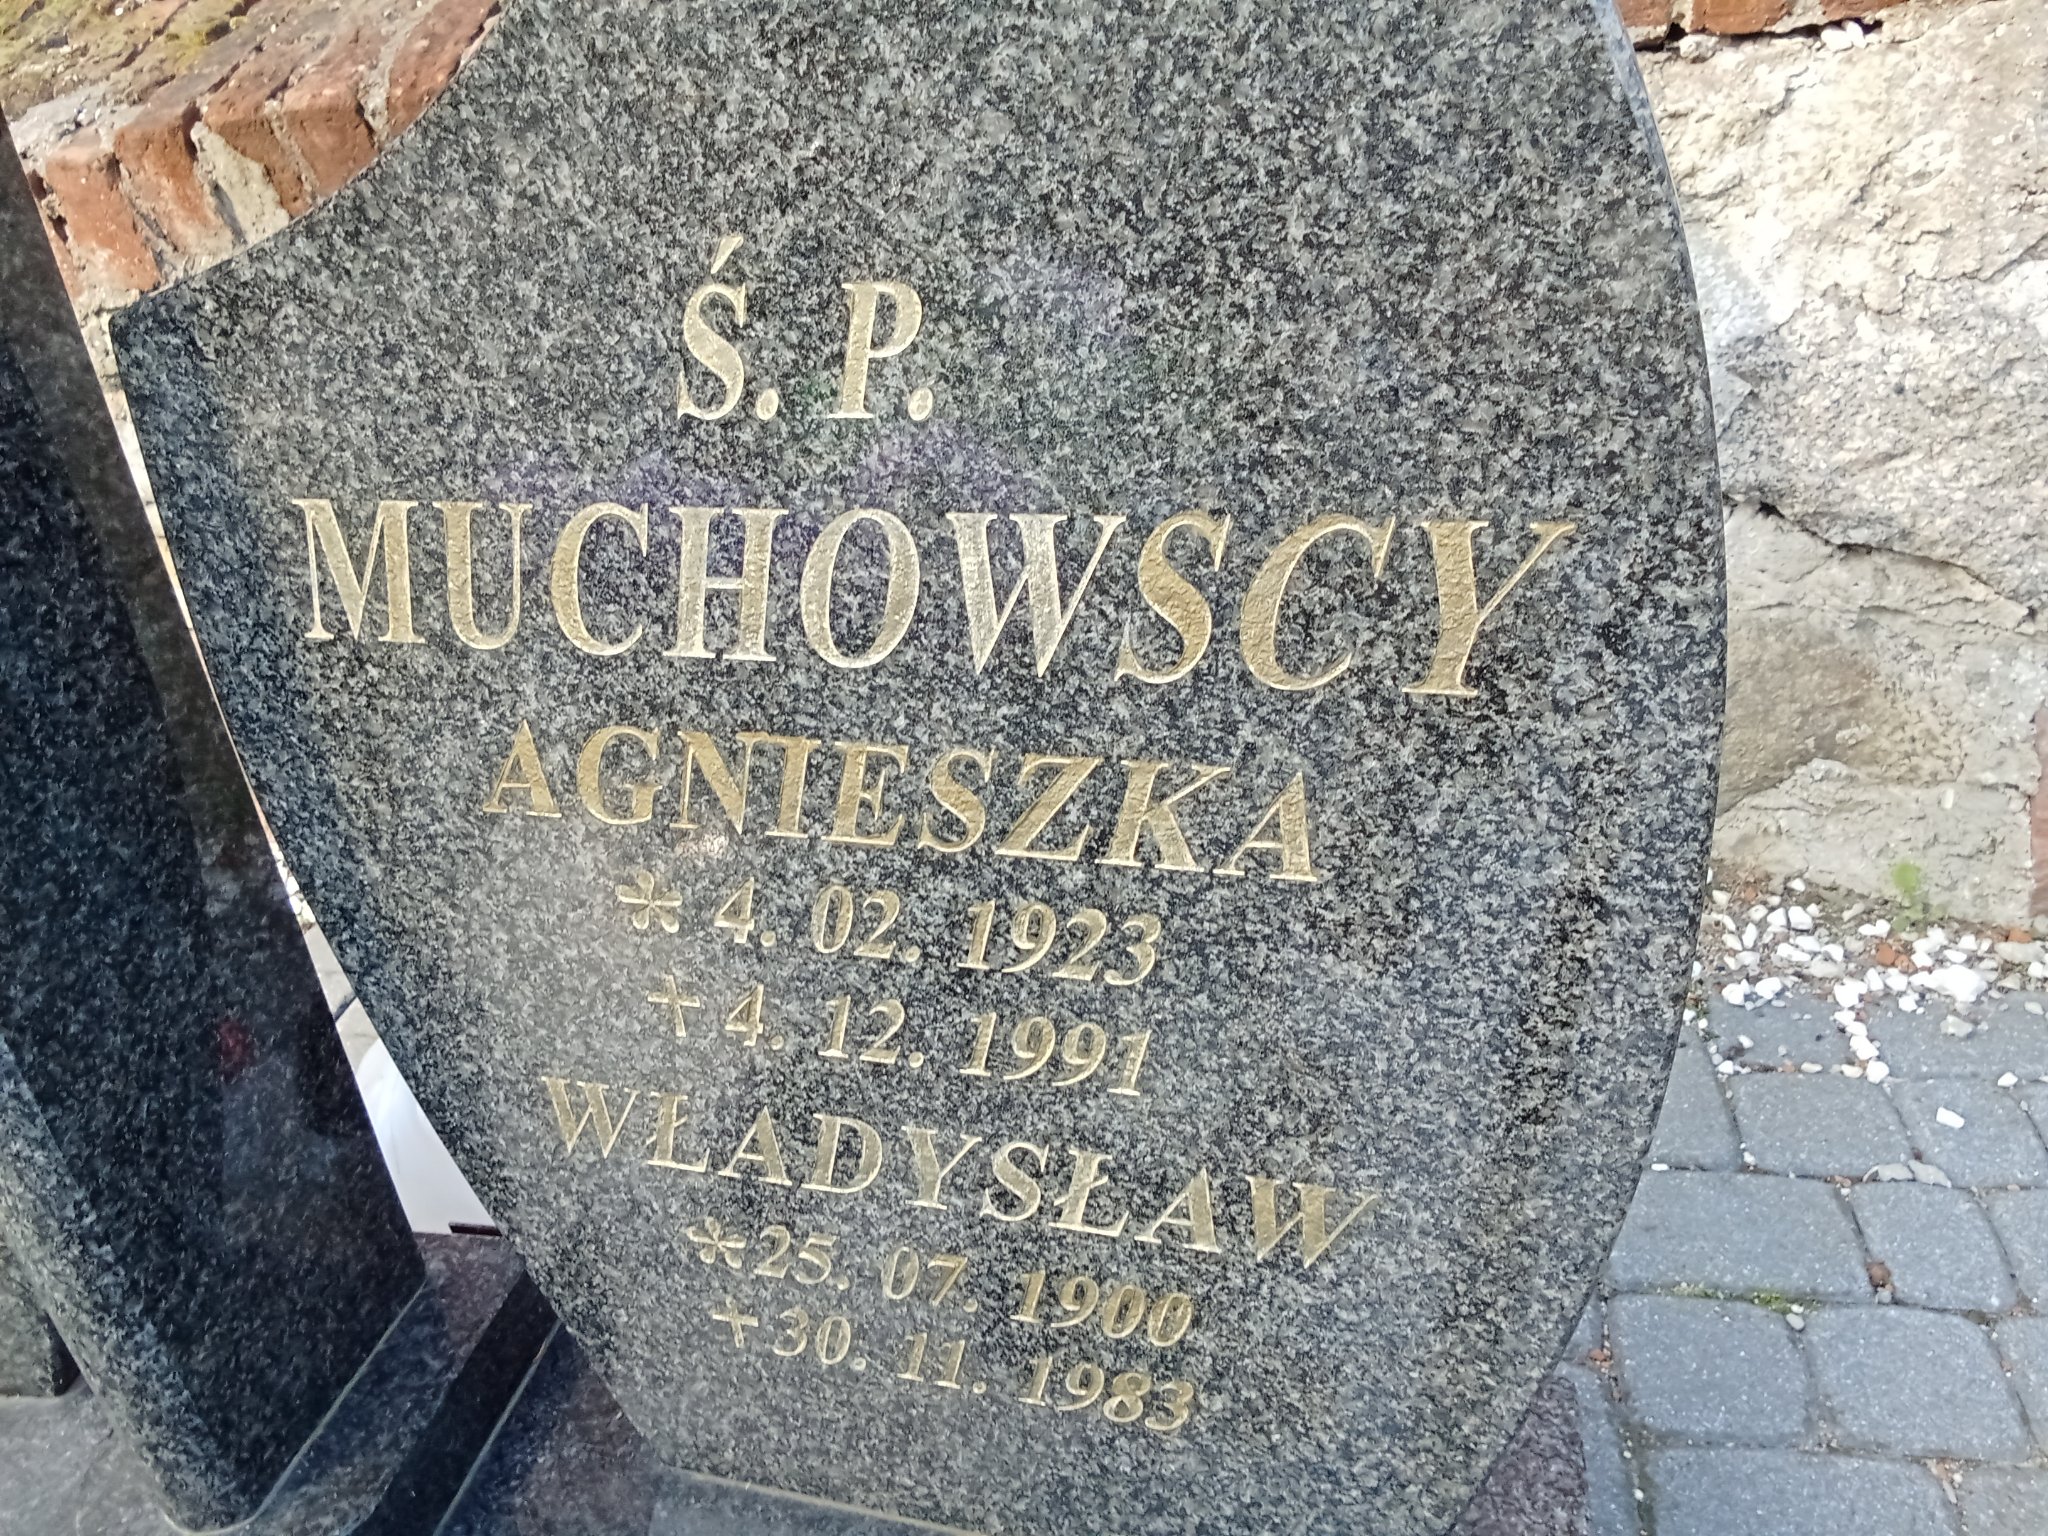 Ś. P.
MUCHOWSCY
AGNIESZKA
* 4. 02. 1923
+ 4. 12. 1991
WŁADYSŁAW
* 25. 07. 1900
+ 30. 11. 1983